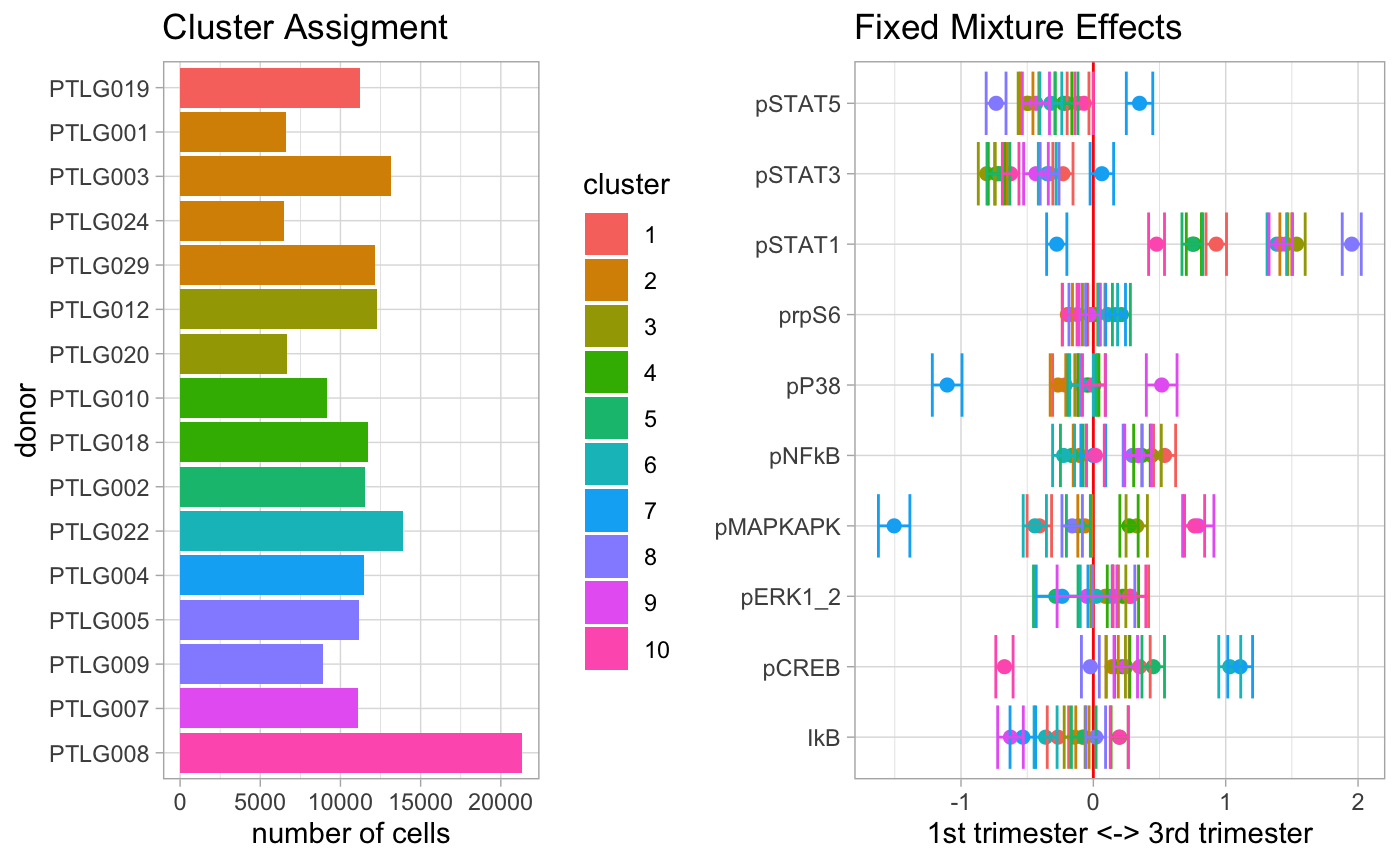 Cluster Assigment
donor
PTLG019
PTLG001
PTLG003
PTLG024
PTLG029
PTLG012
PTLG020
PTLG010
PTLG018
PTLG002
PTLG022
PTLG004
PTLG005
PTLG009
PTLG007
PTLG008
0 5000 10000 15000 20000
number of cells
cluster
1
2
3
4
5
6
7
8
9
10
Fixed Mixture Effects
pSTAT5
pSTAT3
pSTAT1
prpS6
pP38
pNFkB
pMAPKAPK
pERK1_2
pCREB
IkB
-1 0 1 2
1st trimester <-> 3rd trimester